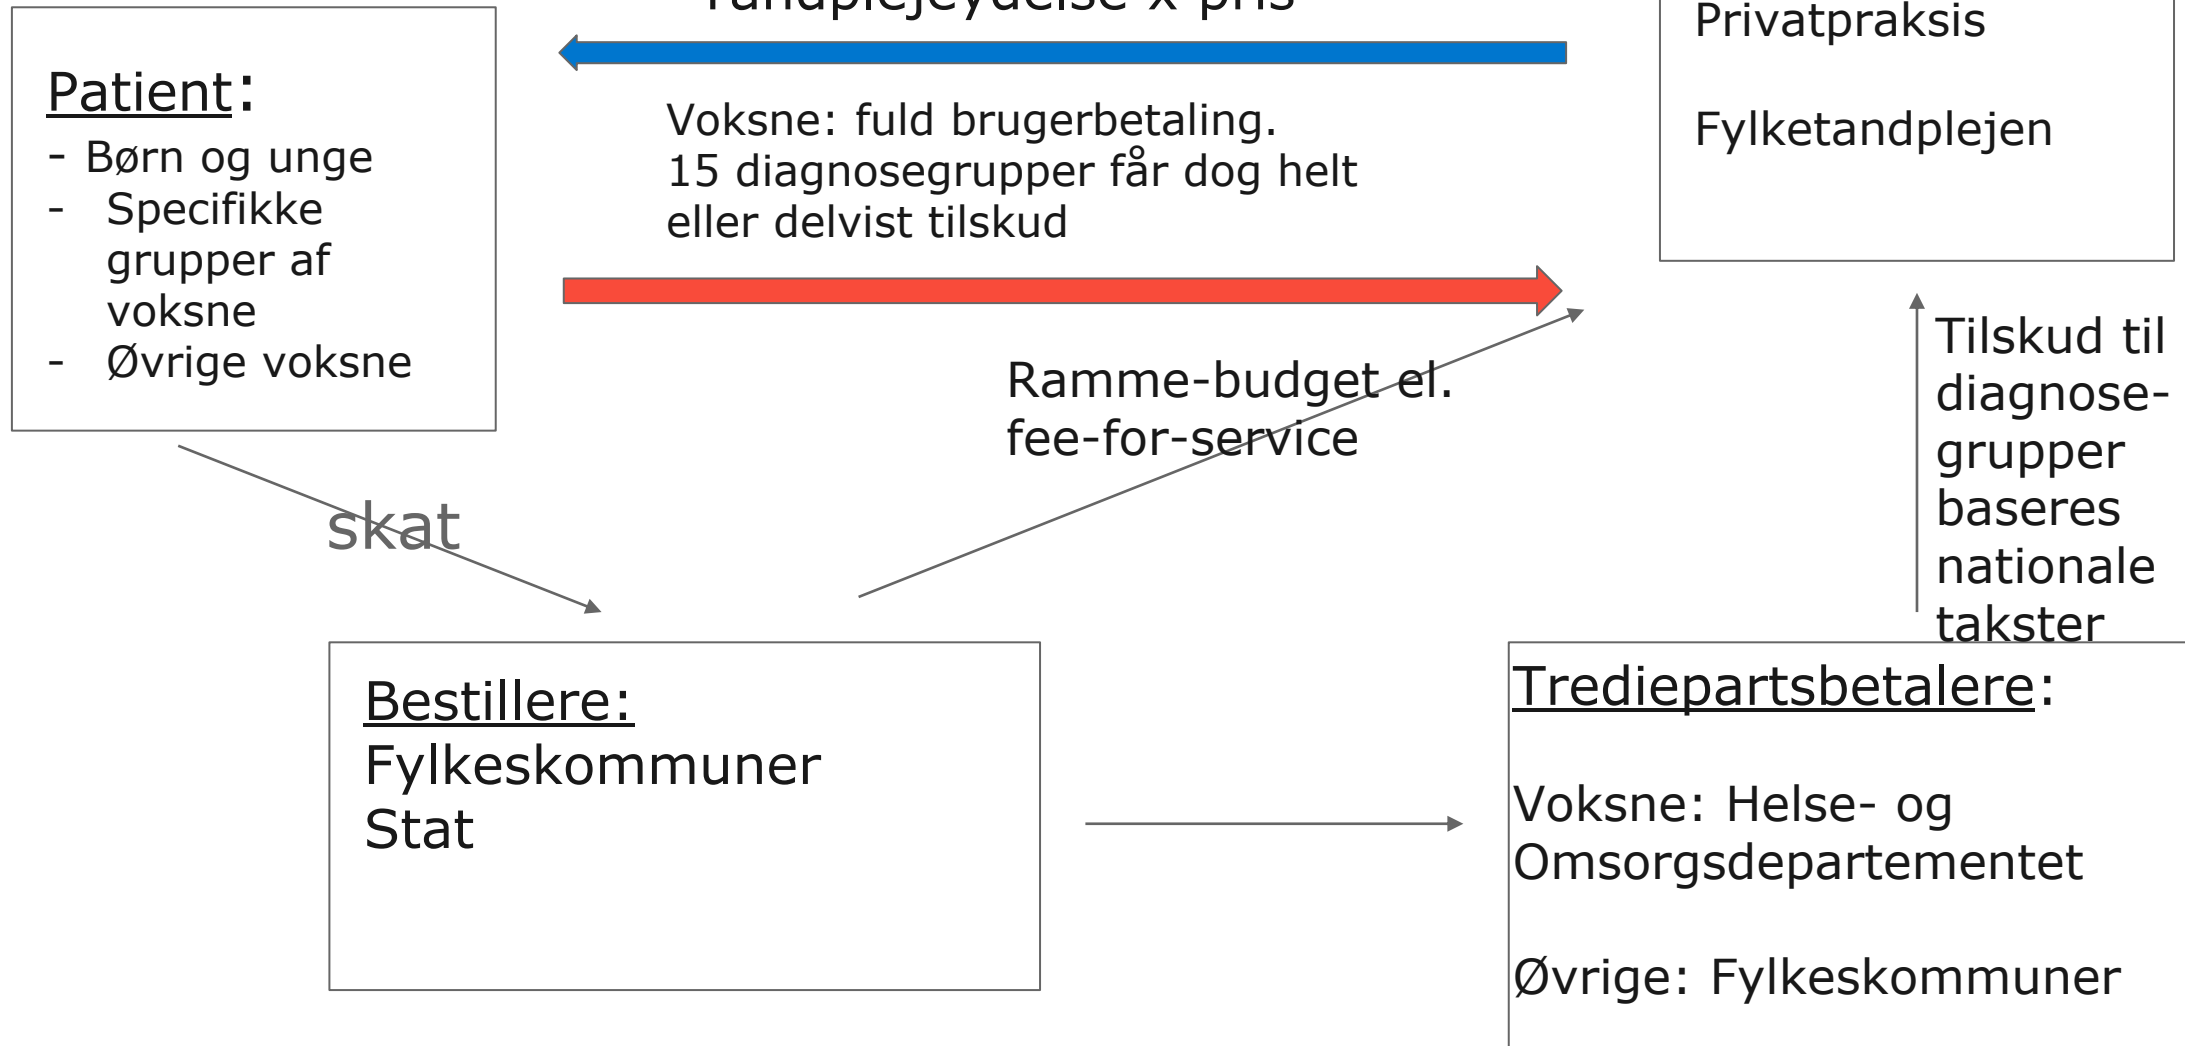 Tandplejeydelse x pris
Privatpraksis
Fylketandplejen
Patient:
- Børn og unge
- Specifikke
grupper af
voksne
- Øvrige voksne
Voksne: fuld brugerbetaling.
15 diagnosegrupper får dog helt
eller delvist tilskud
Ramme-budget el.
fee-for-service
Tilskud til
diagnose-
grupper
baseres
nationale
takster
skat
Bestillere:
Fylkeskommuner
Stat
Trediepartsbetalere:
Voksne: Helse- og
Omsorgsdepartementet
Øvrige: Fylkeskommuner